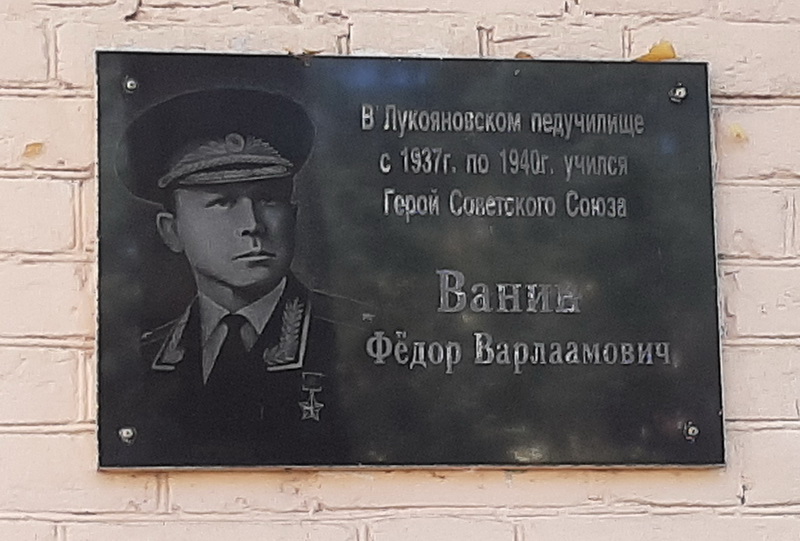 В Лукояновском педучилище
с 1937г. по 1940г. учился
Герой Советского Союза
Ванин
Фёдор Варлаамович